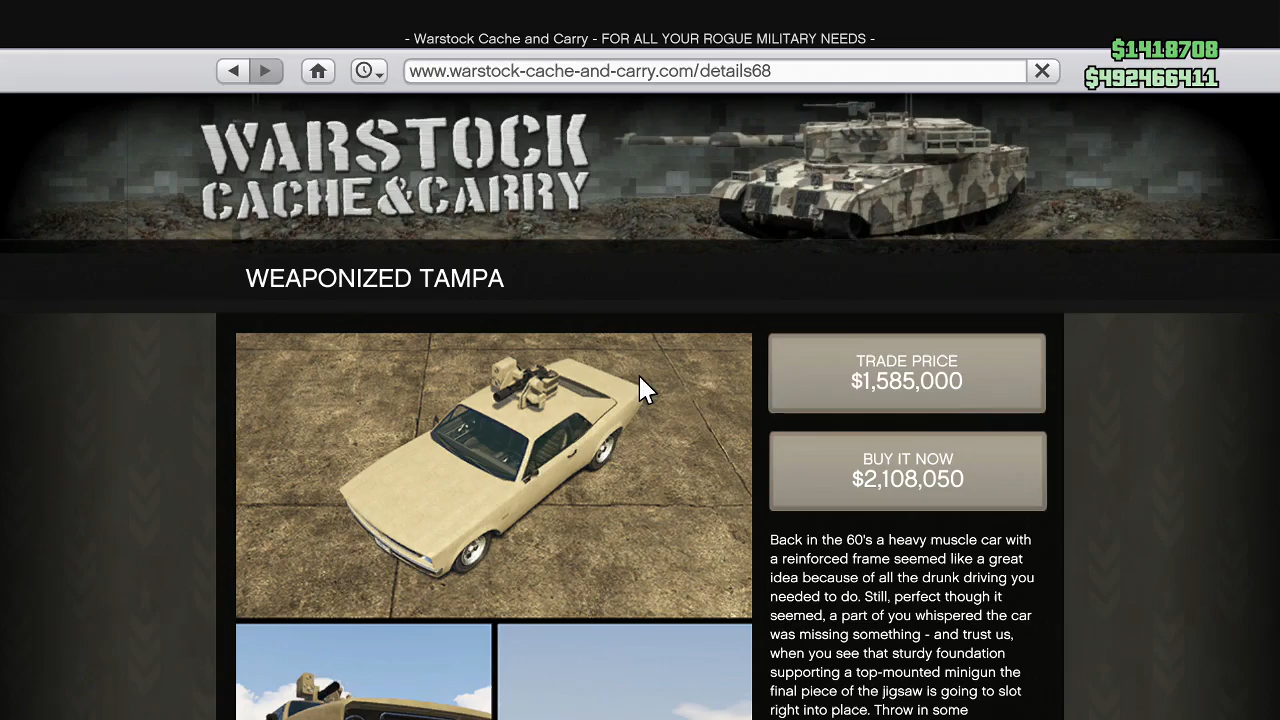 - Warstock Cache and Carry - FOR ALL YOUR ROGUE MILITARY NEEDS -
$1418708
www.warstock-cache-and-carry.com/details68
$492466411
WARSTOCK
CACHE&CARRY
WEAPONIZED TAMPA
TRADE PRICE
$1,585,000
BUY IT NOW
$2,108,050
Back in the 60's a heavy muscle car with
a reinforced frame seemed like a great
idea because of all the drunk driving you
needed to do. Still, perfect though it
seemed, a part of you whispered the car
was missing something - and trust us,
when you see that sturdy foundation
supporting a top-mounted minigun the
final piece of the jigsaw is going to slot
right into place. Throw in some